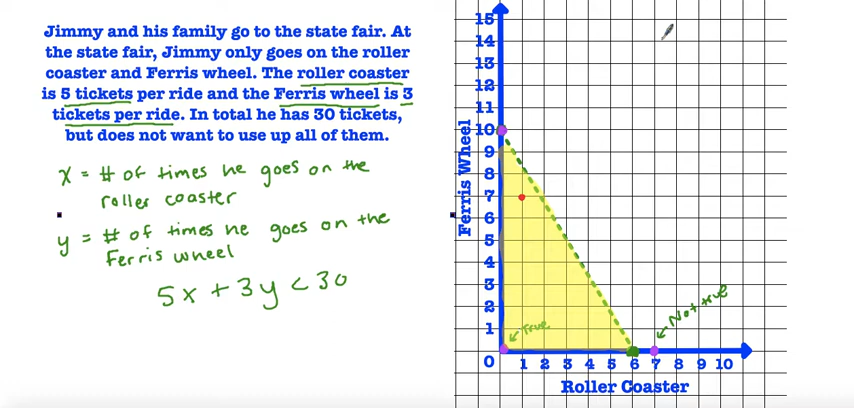 Jimmy and his family go to the state fair. At
the state fair, Jimmy only goes on the roller
coaster and Ferris wheel. The roller coaster
is 5 tickets per ride and the Ferris wheel is 3
tickets per ride. In total he has 30 tickets,
but does not want to use up all of them.
x = # of times he goes on the
roller coaster
y = # of times he goes on the
Ferris wheel
5x + 3y < 30
Ferris Wheel
15
14
13
12
11
10
9
8
7
6
5
4
3
2
1
True
Not true
0 1 2 3 4 5 6 7 8 9 10
Roller Coaster